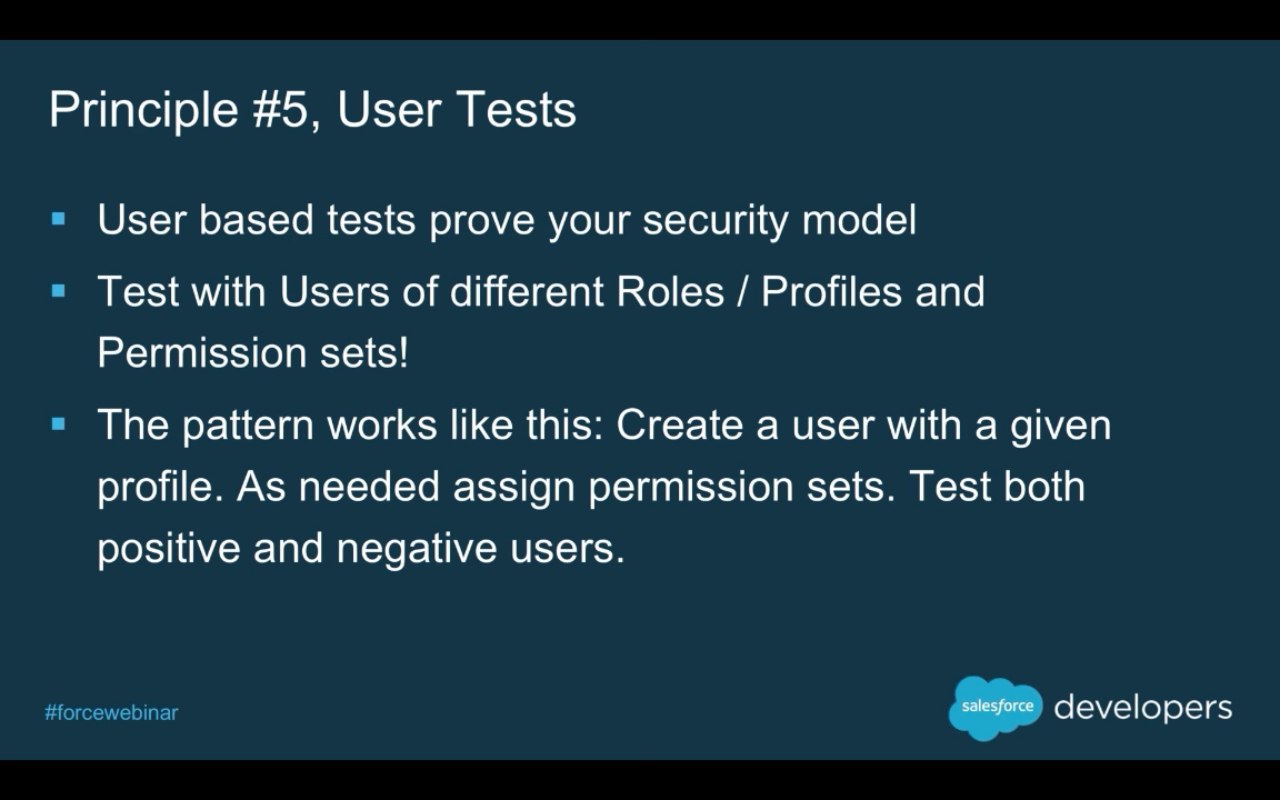 Principle #5, User Tests
▪ User based tests prove your security model
▪ Test with Users of different Roles / Profiles and
Permission sets!
▪ The pattern works like this: Create a user with a given
profile. As needed assign permission sets. Test both
positive and negative users.
#forcewebinar
salesforce developers